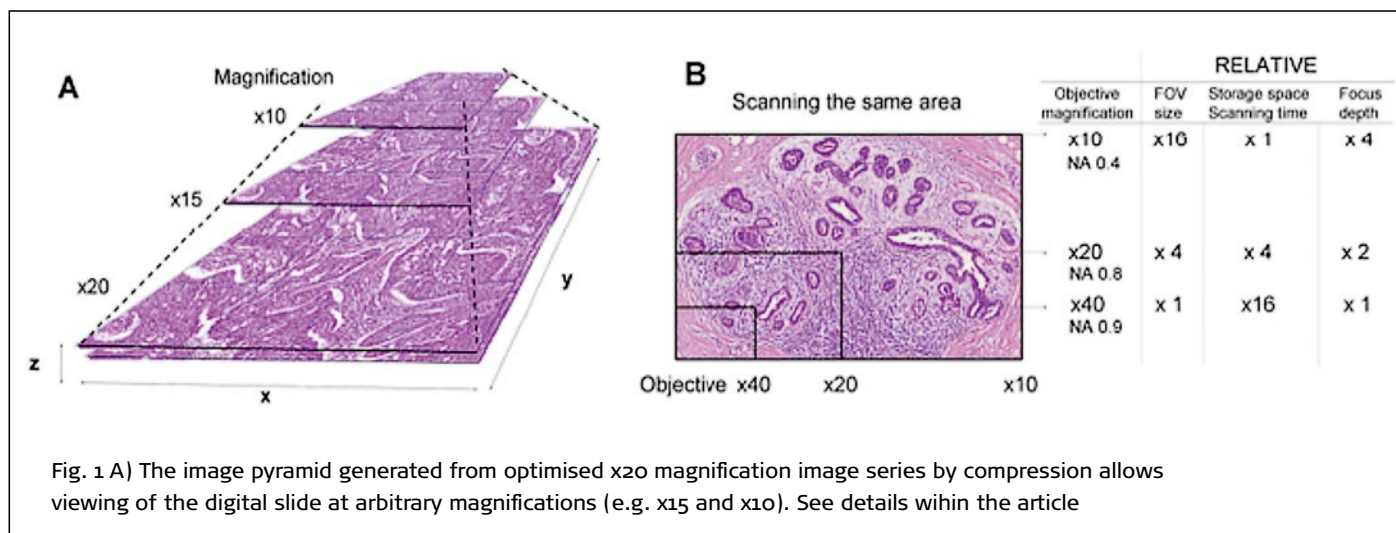 A
Magnification
x10
x15
x20
y
z
x
B
Scanning the same area
Objective x40 x20 x10
RELATIVE
Objective magnification FOV size Storage space Scanning time Focus depth
x10 NA 0.4 x16 x 1 x 4
x20 NA 0.8 x 4 x 4 x 2
x40 NA 0.9 x 1 x16 x 1
Fig. 1 A) The image pyramid generated from optimised x20 magnification image series by compression allows
viewing of the digital slide at arbitrary magnifications (e.g. x15 and x10). See details wihin the article